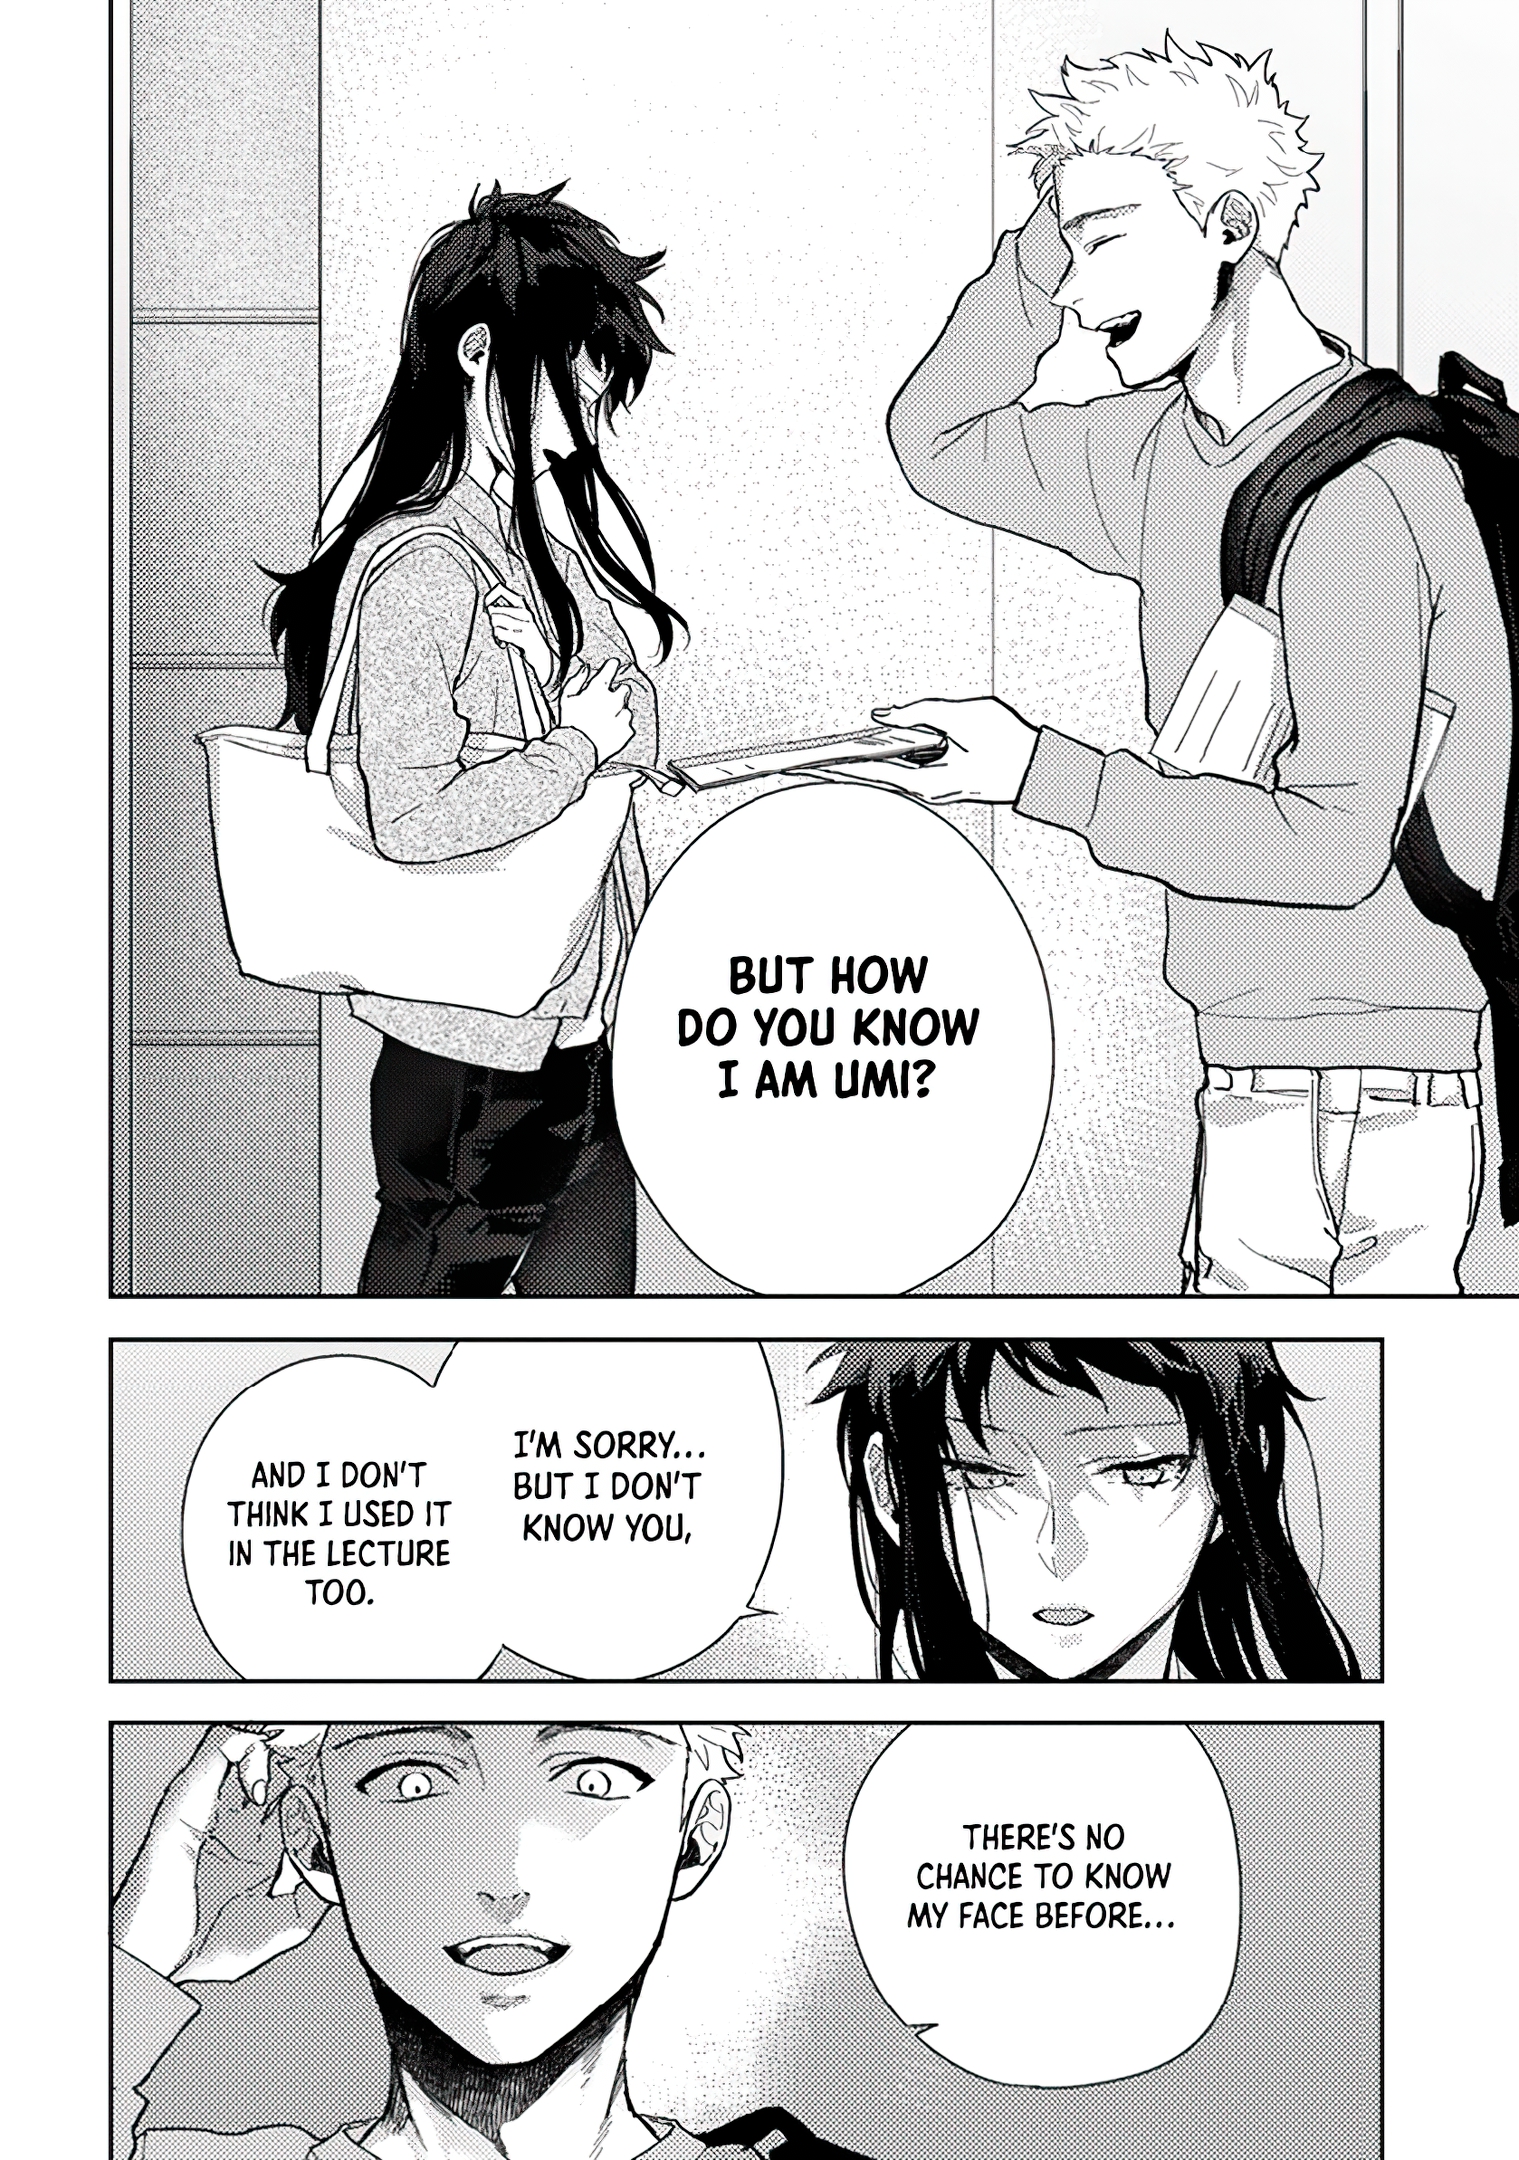 BUT HOW
DO YOU KNOW
I AM UMI?
I'M SORRY...
BUT I DON'T
KNOW YOU,
AND I DON'T
THINK I USED IT
IN THE LECTURE
TOO.
THERE'S NO
CHANCE TO KNOW
MY FACE BEFORE...